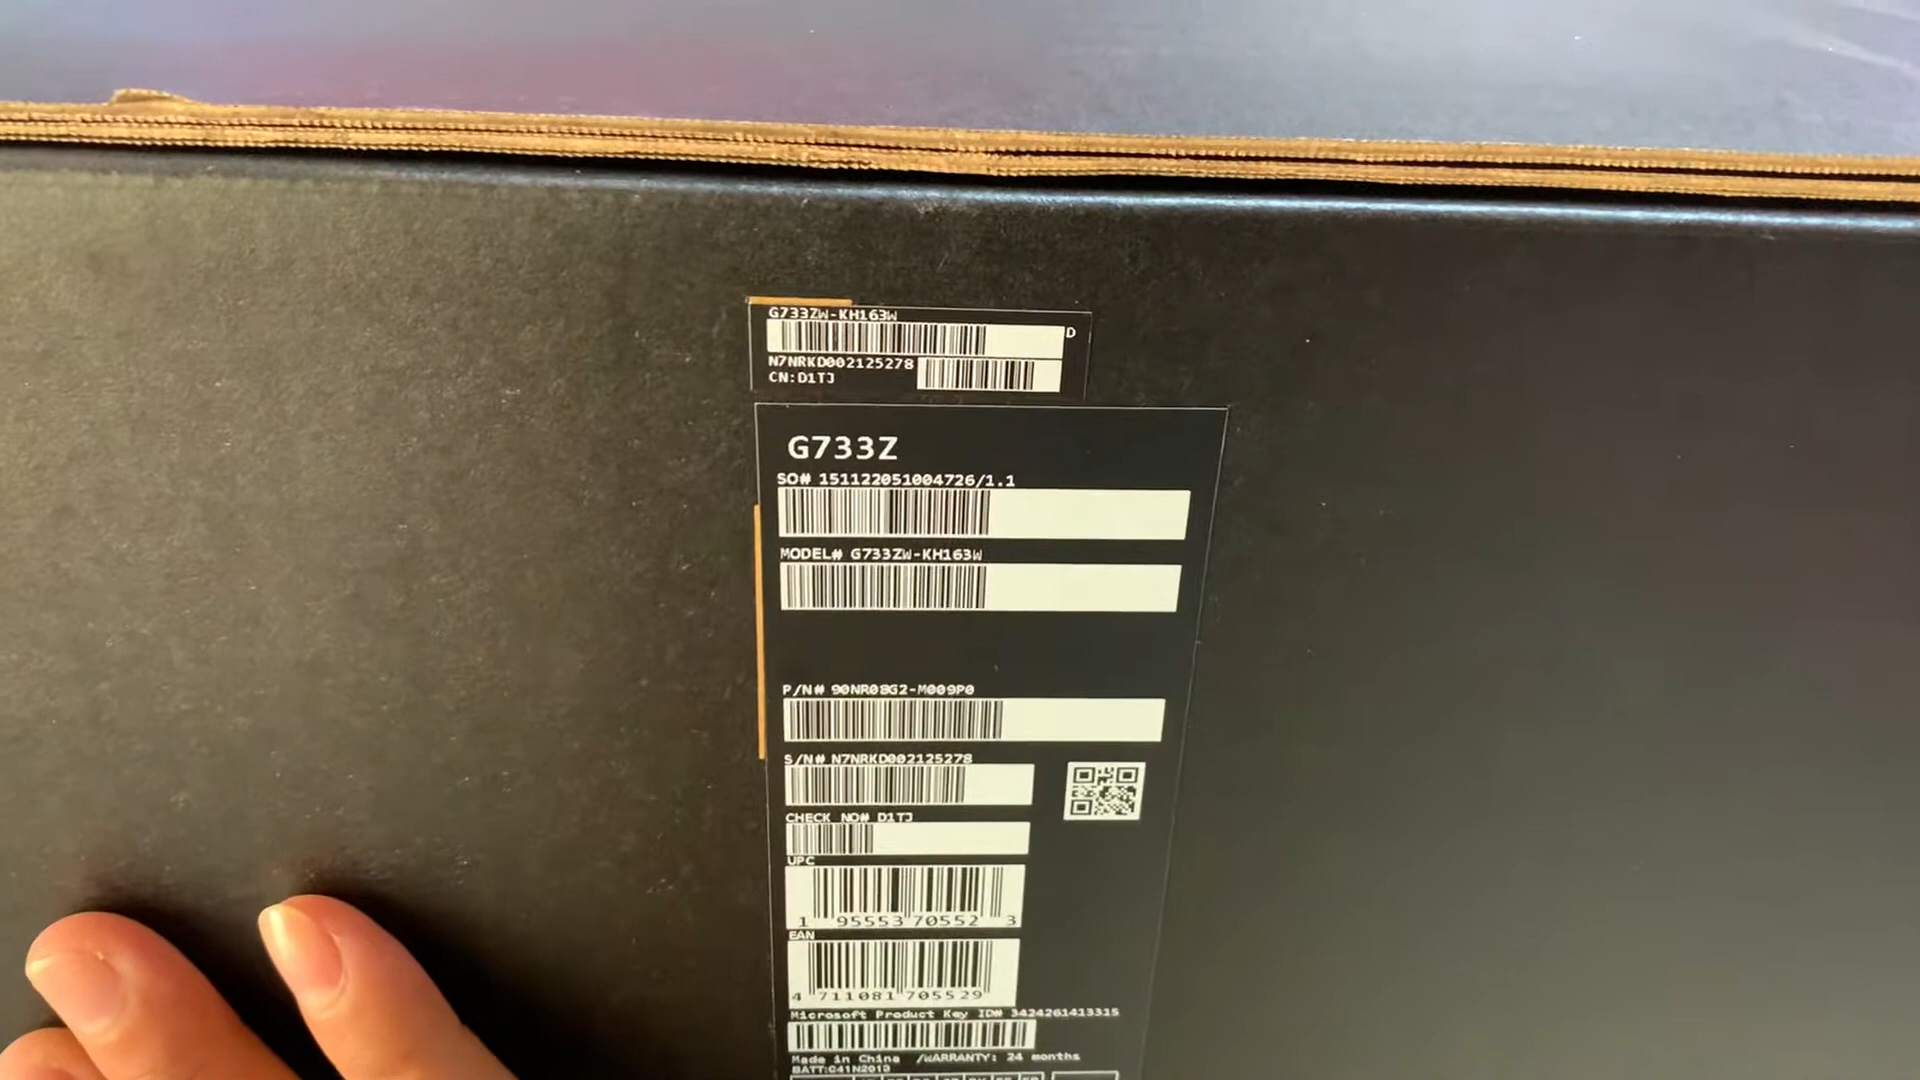 G733ZW-KH163W
D
N7NRKD002125278
CN:D1TJ
G733Z
SO# 151122051004726/1.1
MODEL# G733ZW-KH163W
P/N# 90NR08G2-M009P0
S/N# N7NRKD002125278
CHECK NO# D1TJ
UPC
1 95553 70552 3
EAN
4 711081 705529
Microsoft Product Key ID# 3424261413315
Made in China /WARRANTY: 24 months
BATT:C41N2010